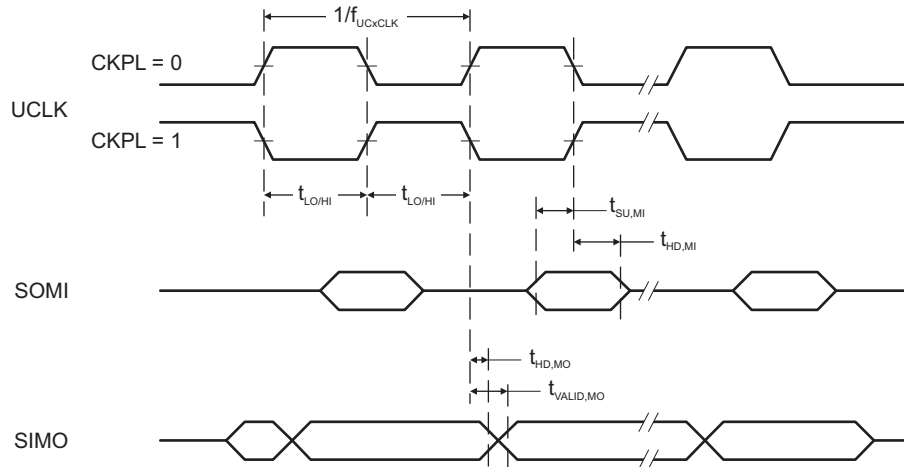 1/fUCxCLK
CKPL = 0
UCLK
CKPL = 1
tLO/HI tLO/HI
tSU,MI
tHD,MI
SOMI
tHD,MO
tVALID,MO
SIMO